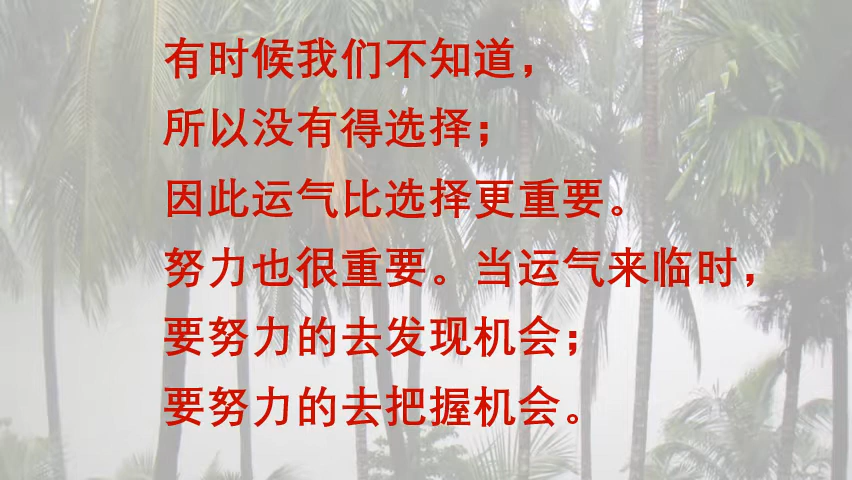 有时候我们不知道，
所以没有得选择；
因此运气比选择更重要。
努力也很重要。当运气来临时，
要努力的去发现机会；
要努力的去把握机会。